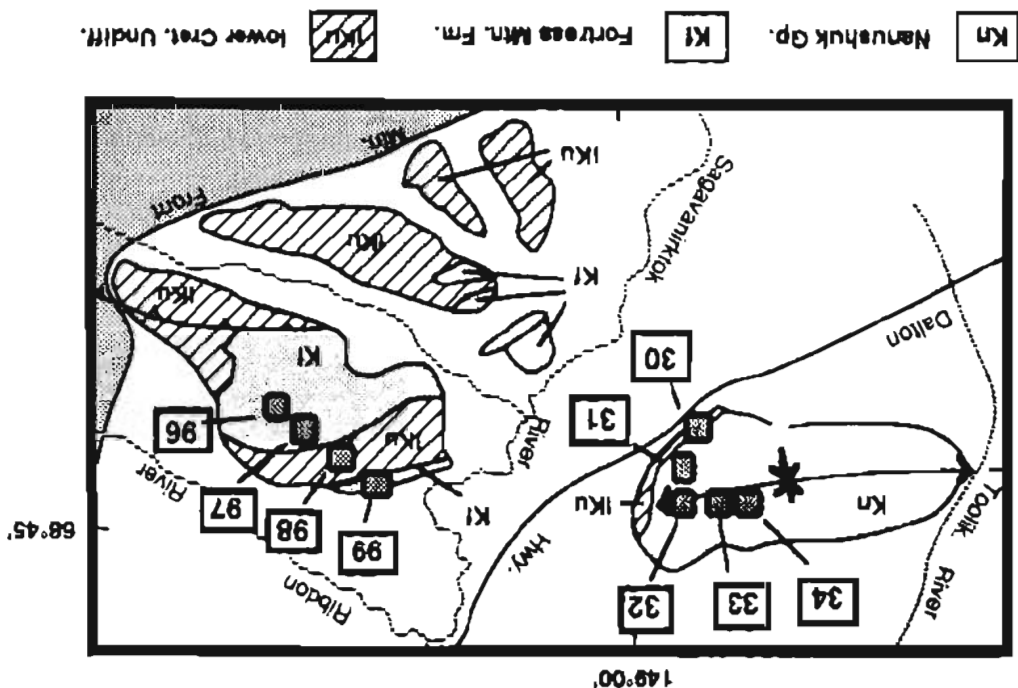 149°00'
34
33
32
Ribdon
River
68°45'
Toolik
River
Kn
lKu
Hwy.
Kf
99
98
97
96
31
30
River
lKu
Dalton
Kf
Sagavanirktok
Kf
lKu
lKu
lKu
Front
Mtn.
Kn Nanushuk Gp. Kf Fortress Mtn. Fm. lKu lower Cret. Undiff.